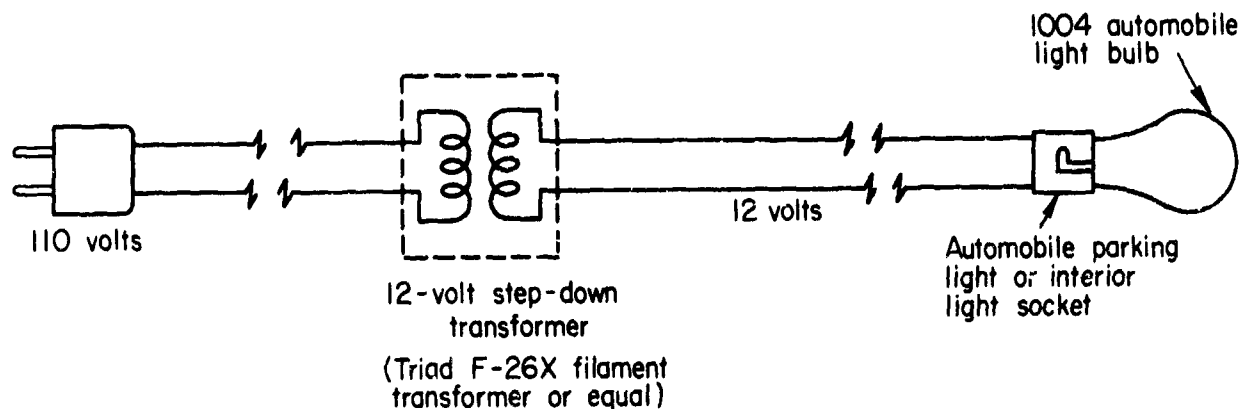 1004 automobile
light bulb
110 volts
12 volts
12-volt step-down
transformer
(Triad F-26X filament
transformer or equal)
Automobile parking
light or interior
light socket